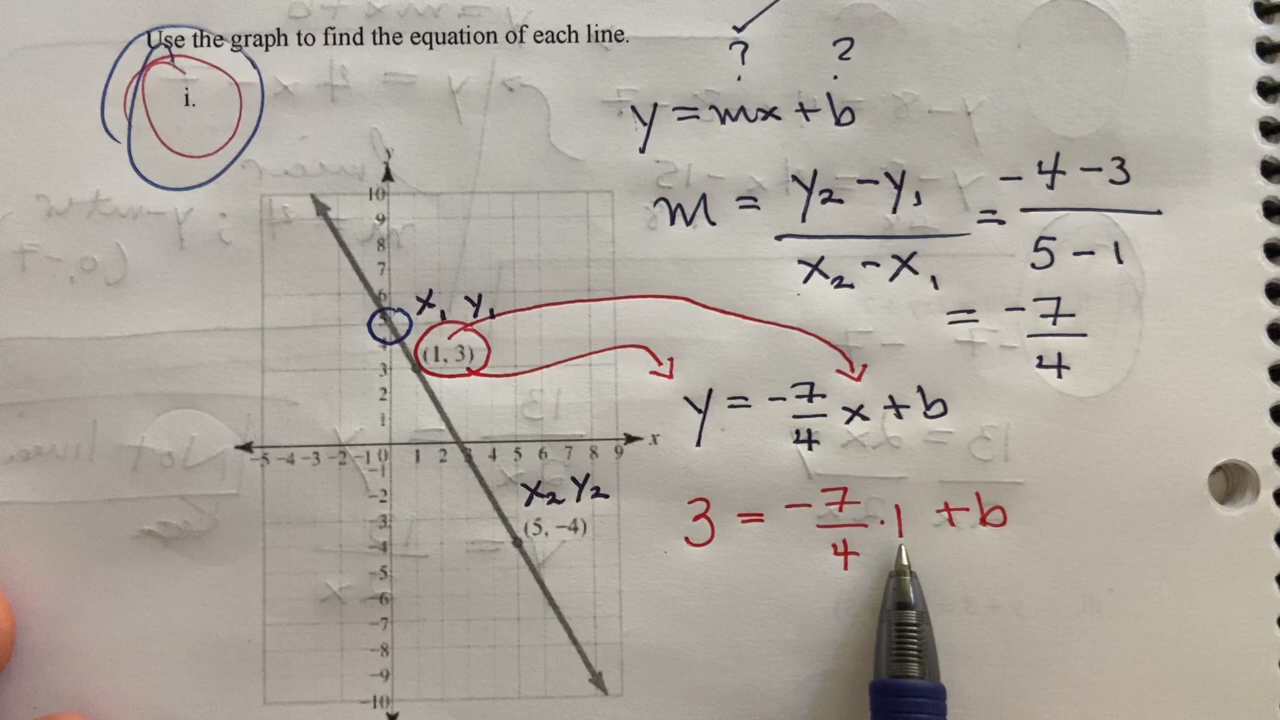 Use the graph to find the equation of each line.
i.
? ?
y = mx + b
m = y₂ - y₁ / x₂ - x₁ = -4 - 3 / 5 - 1
= -7/4
y
10
9
8
7
6
5
4
3
2
1
x₁ y₁
(1, 3)
y = -7/4 x + b
-5 -4 -3 -2 -1 0 1 2 3 4 5 6 7 8 9 x
-1
-2
-3
-4
-5
-6
-7
-8
-9
-10
x₂ y₂
(5, -4)
3 = -7/4 · 1 + b